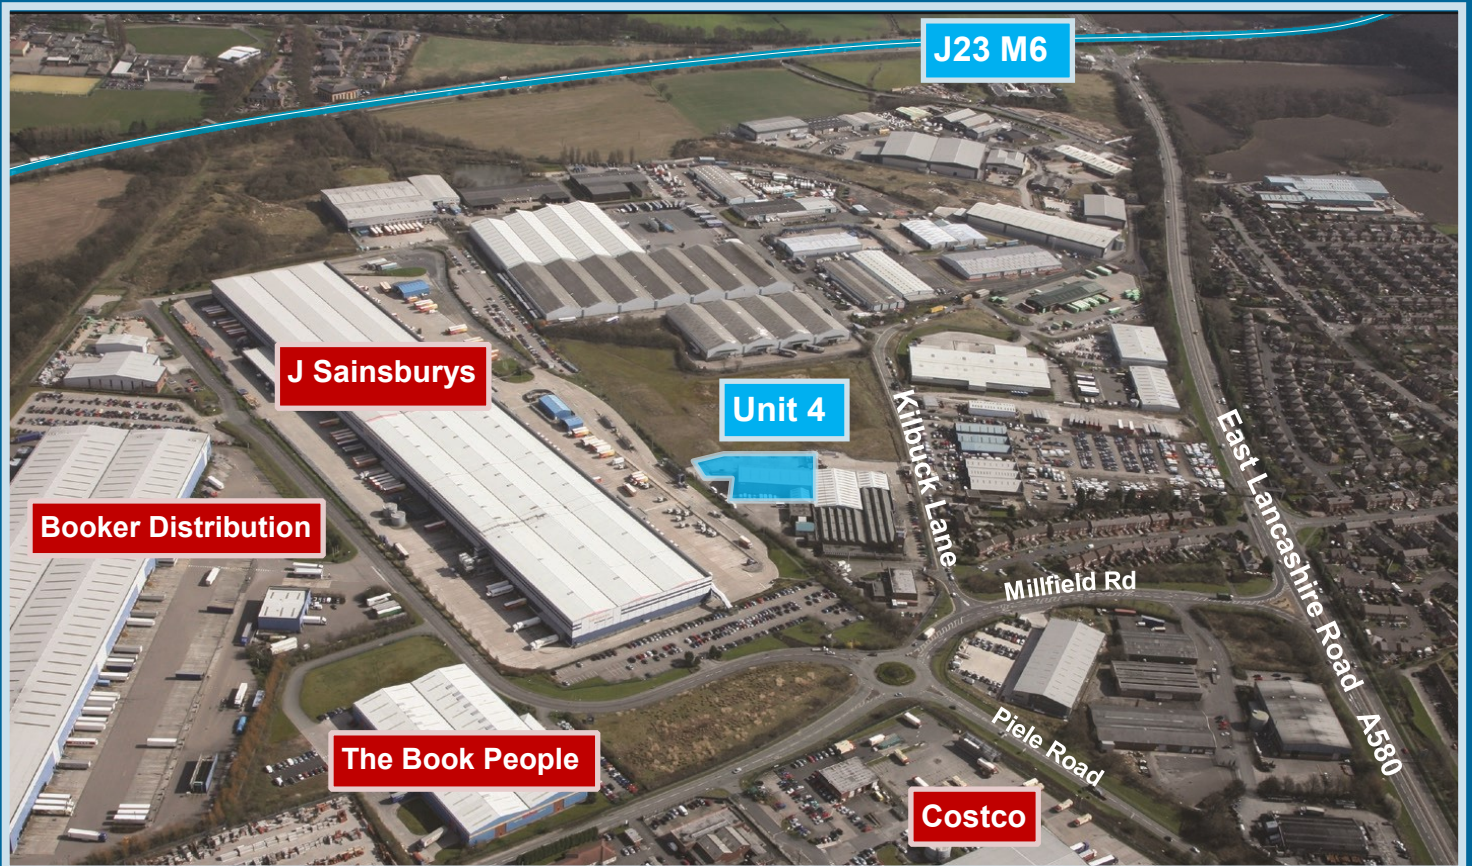 J23 M6
J Sainsburys
Unit 4
Kilbuck Lane
East Lancashire Road A580
Booker Distribution
Millfield Rd
Piele Road
The Book People
Costco